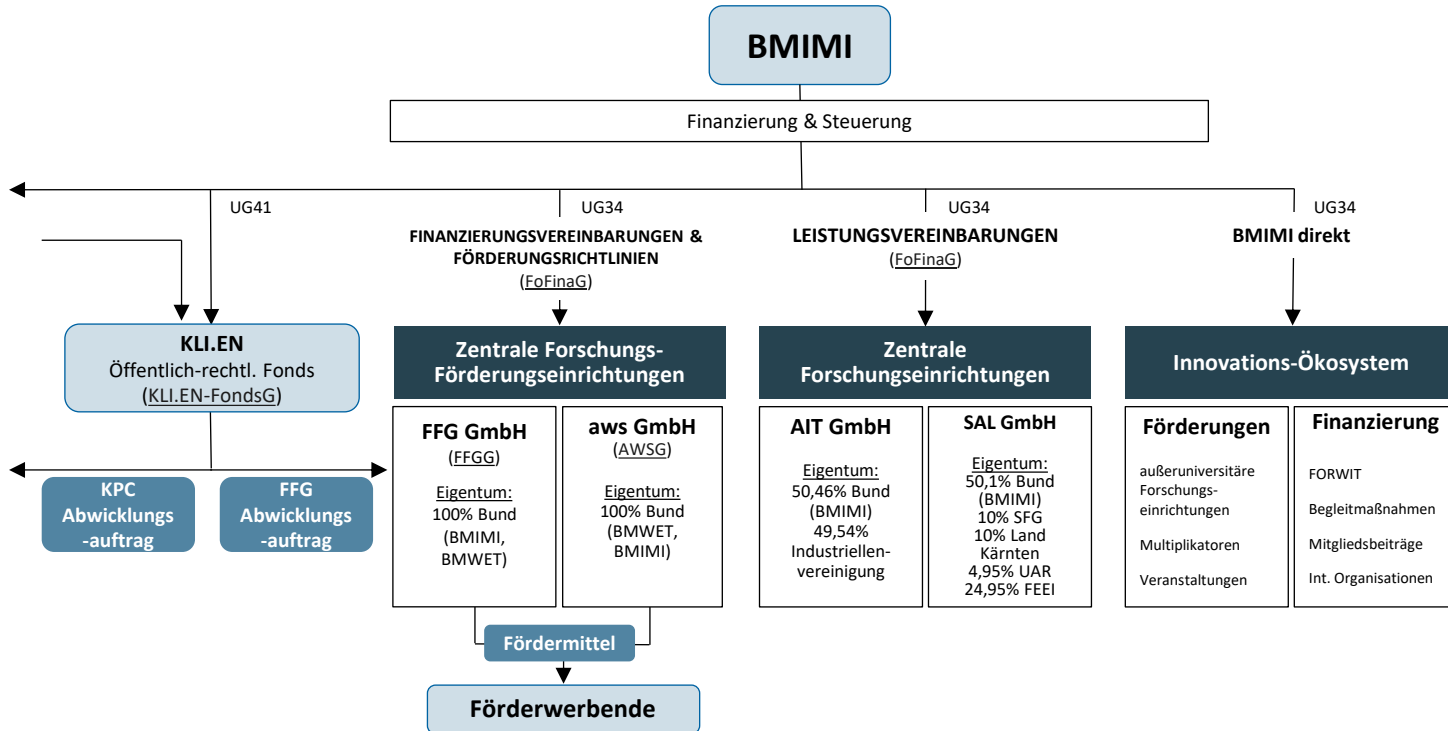 BMIMI
Finanzierung & Steuerung
UG41
UG34
UG34
UG34
FINANZIERUNGSVEREINBARUNGEN &
FÖRDERUNGSRICHTLINIEN
(FoFinaG)
LEISTUNGSVEREINBARUNGEN
(FoFinaG)
BMIMI direkt
KLI.EN
Öffentlich-rechtl. Fonds
(KLI.EN-FondsG)
KPC
Abwicklungs
-auftrag
FFG
Abwicklungs
-auftrag
Zentrale Forschungs-
Förderungseinrichtungen
FFG GmbH
(FFGG)
Eigentum:
100% Bund
(BMIMI,
BMWET)
aws GmbH
(AWSG)
Eigentum:
100% Bund
(BMWET,
BMIMI)
Fördermittel
Förderwerbende
Zentrale
Forschungseinrichtungen
AIT GmbH
Eigentum:
50,46% Bund
(BMIMI)
49,54%
Industriellen-
vereinigung
SAL GmbH
Eigentum:
50,1% Bund
(BMIMI)
10% SFG
10% Land
Kärnten
4,95% UAR
24,95% FEEI
Innovations-Ökosystem
Förderungen
außeruniversitäre
Forschungs-
einrichtungen
Multiplikatoren
Veranstaltungen
Finanzierung
FORWIT
Begleitmaßnahmen
Mitgliedsbeiträge
Int. Organisationen